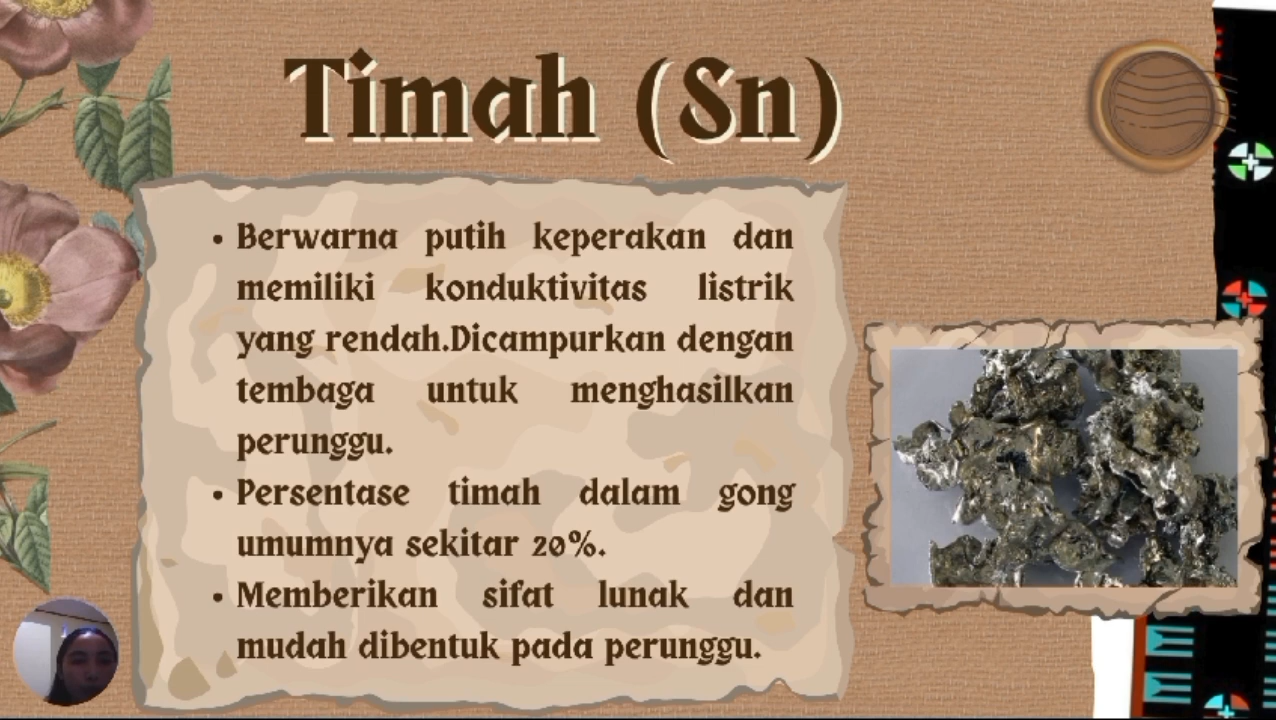 Timah (Sn)
• Berwarna putih keperakan dan
memiliki konduktivitas listrik
yang rendah.Dicampurkan dengan
tembaga untuk menghasilkan
perunggu.
• Persentase timah dalam gong
umumnya sekitar 20%.
• Memberikan sifat lunak dan
mudah dibentuk pada perunggu.